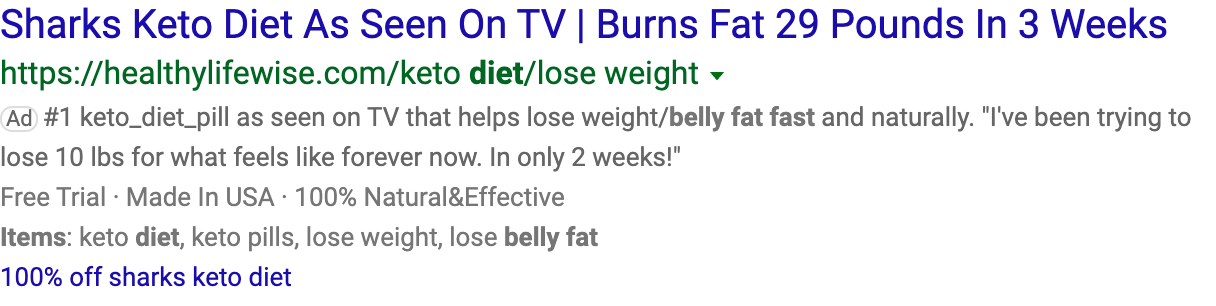 Sharks Keto Diet As Seen On TV | Burns Fat 29 Pounds In 3 Weeks
https://healthylifewise.com/keto diet/lose weight
Ad #1 keto_diet_pill as seen on TV that helps lose weight/belly fat fast and naturally. "I've been trying to
lose 10 lbs for what feels like forever now. In only 2 weeks!"
Free Trial · Made In USA · 100% Natural&Effective
Items: keto diet, keto pills, lose weight, lose belly fat
100% off sharks keto diet